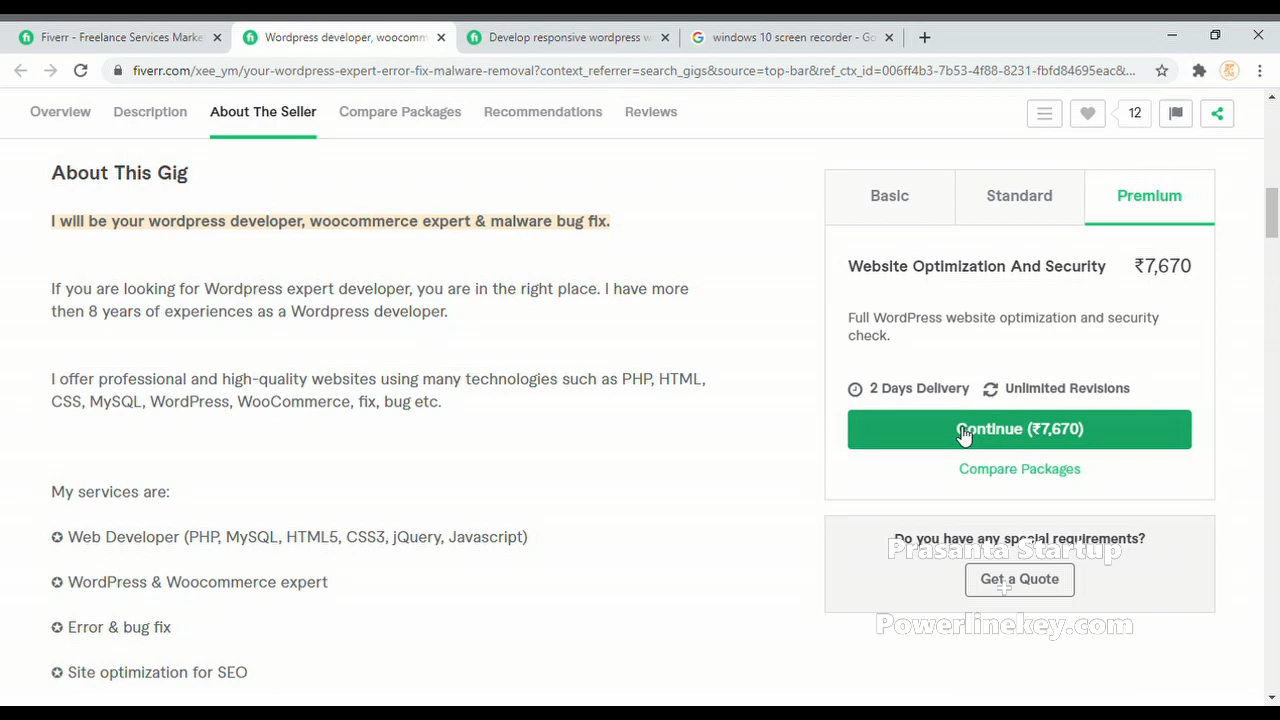 Fiverr - Freelance Services Marke
Wordpress developer, woocomm
Develop responsive wordpress w
windows 10 screen recorder - Go
fiverr.com/xee_ym/your-wordpress-expert-error-fix-malware-removal?context_referrer=search_gigs&source=top-bar&ref_ctx_id=006ff4b3-7b53-4f88-8231-fbfd84695eac&...
Overview
Description
About The Seller
Compare Packages
Recommendations
Reviews
12
About This Gig
I will be your wordpress developer, woocommerce expert & malware bug fix.
If you are looking for Wordpress expert developer, you are in the right place. I have more
then 8 years of experiences as a Wordpress developer.
I offer professional and high-quality websites using many technologies such as PHP, HTML,
CSS, MySQL, WordPress, WooCommerce, fix, bug etc.
My services are:
✪ Web Developer (PHP, MySQL, HTML5, CSS3, jQuery, Javascript)
✪ WordPress & Woocommerce expert
✪ Error & bug fix
✪ Site optimization for SEO
Basic
Standard
Premium
Website Optimization And Security
₹7,670
Full WordPress website optimization and security
check.
2 Days Delivery
Unlimited Revisions
Continue (₹7,670)
Compare Packages
Do you have any special requirements?
Prasanta Startup
Get a Quote
+
Powerlinekey.com